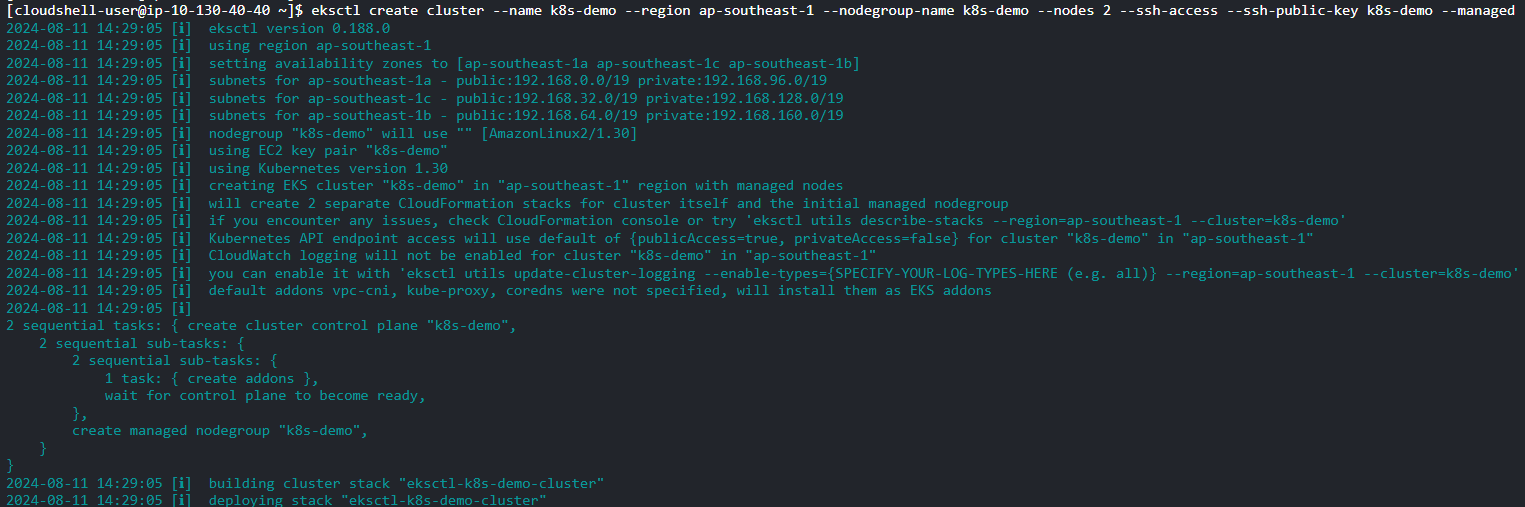 [cloudshell-user@ip-10-130-40-40 ~]$ eksctl create cluster --name k8s-demo --region ap-southeast-1 --nodegroup-name k8s-demo --nodes 2 --ssh-access --ssh-public-key k8s-demo --managed
2024-08-11 14:29:05 [ℹ]  eksctl version 0.188.0
2024-08-11 14:29:05 [ℹ]  using region ap-southeast-1
2024-08-11 14:29:05 [ℹ]  setting availability zones to [ap-southeast-1a ap-southeast-1c ap-southeast-1b]
2024-08-11 14:29:05 [ℹ]  subnets for ap-southeast-1a - public:192.168.0.0/19 private:192.168.96.0/19
2024-08-11 14:29:05 [ℹ]  subnets for ap-southeast-1c - public:192.168.32.0/19 private:192.168.128.0/19
2024-08-11 14:29:05 [ℹ]  subnets for ap-southeast-1b - public:192.168.64.0/19 private:192.168.160.0/19
2024-08-11 14:29:05 [ℹ]  nodegroup "k8s-demo" will use "" [AmazonLinux2/1.30]
2024-08-11 14:29:05 [ℹ]  using EC2 key pair "k8s-demo"
2024-08-11 14:29:05 [ℹ]  using Kubernetes version 1.30
2024-08-11 14:29:05 [ℹ]  creating EKS cluster "k8s-demo" in "ap-southeast-1" region with managed nodes
2024-08-11 14:29:05 [ℹ]  will create 2 separate CloudFormation stacks for cluster itself and the initial managed nodegroup
2024-08-11 14:29:05 [ℹ]  if you encounter any issues, check CloudFormation console or try 'eksctl utils describe-stacks --region=ap-southeast-1 --cluster=k8s-demo'
2024-08-11 14:29:05 [ℹ]  Kubernetes API endpoint access will use default of {publicAccess=true, privateAccess=false} for cluster "k8s-demo" in "ap-southeast-1"
2024-08-11 14:29:05 [ℹ]  CloudWatch logging will not be enabled for cluster "k8s-demo" in "ap-southeast-1"
2024-08-11 14:29:05 [ℹ]  you can enable it with 'eksctl utils update-cluster-logging --enable-types={SPECIFY-YOUR-LOG-TYPES-HERE (e.g. all)} --region=ap-southeast-1 --cluster=k8s-demo'
2024-08-11 14:29:05 [ℹ]  default addons vpc-cni, kube-proxy, coredns were not specified, will install them as EKS addons
2024-08-11 14:29:05 [ℹ]
2 sequential tasks: { create cluster control plane "k8s-demo",
    2 sequential sub-tasks: {
        2 sequential sub-tasks: {
            1 task: { create addons },
            wait for control plane to become ready,
        },
        create managed nodegroup "k8s-demo",
    }
}
2024-08-11 14:29:05 [ℹ]  building cluster stack "eksctl-k8s-demo-cluster"
2024-08-11 14:29:05 [ℹ]  deploying stack "eksctl-k8s-demo-cluster"